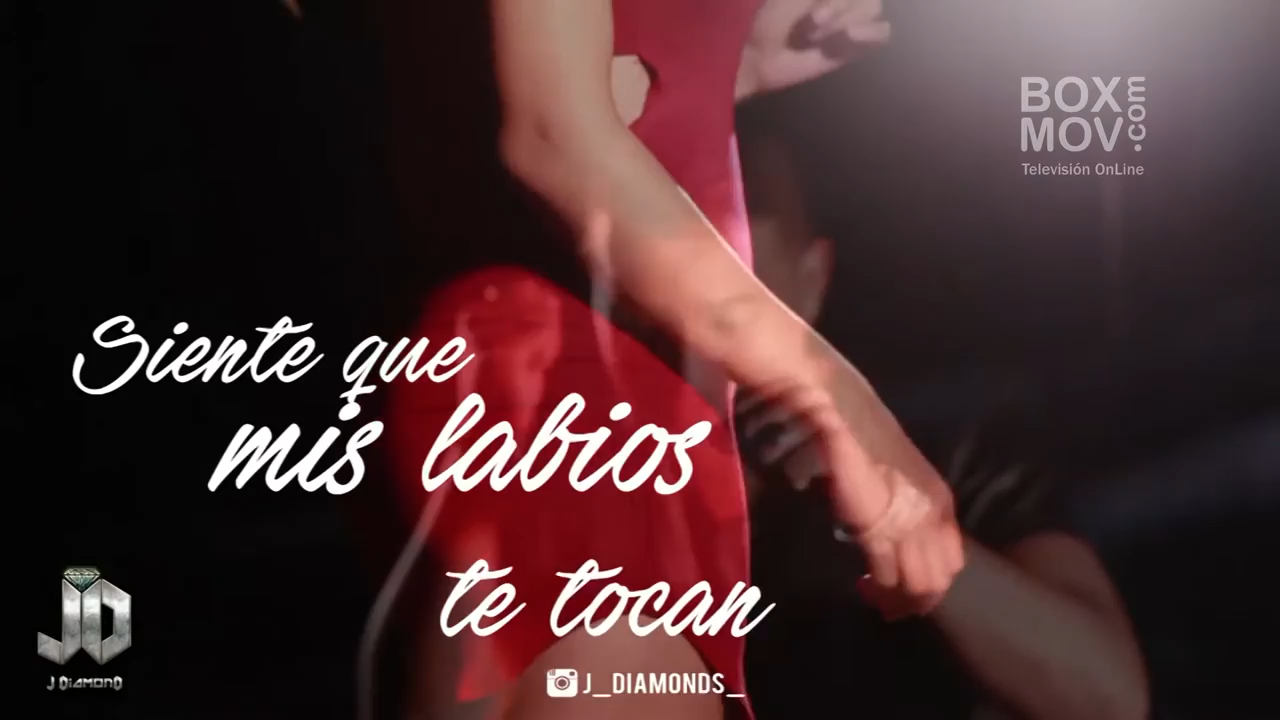 BOX
MOV
.com
Televisión OnLine
Siente que
mis labios
te tocan
JD
J DiAMOND
J_DIAMONDS_